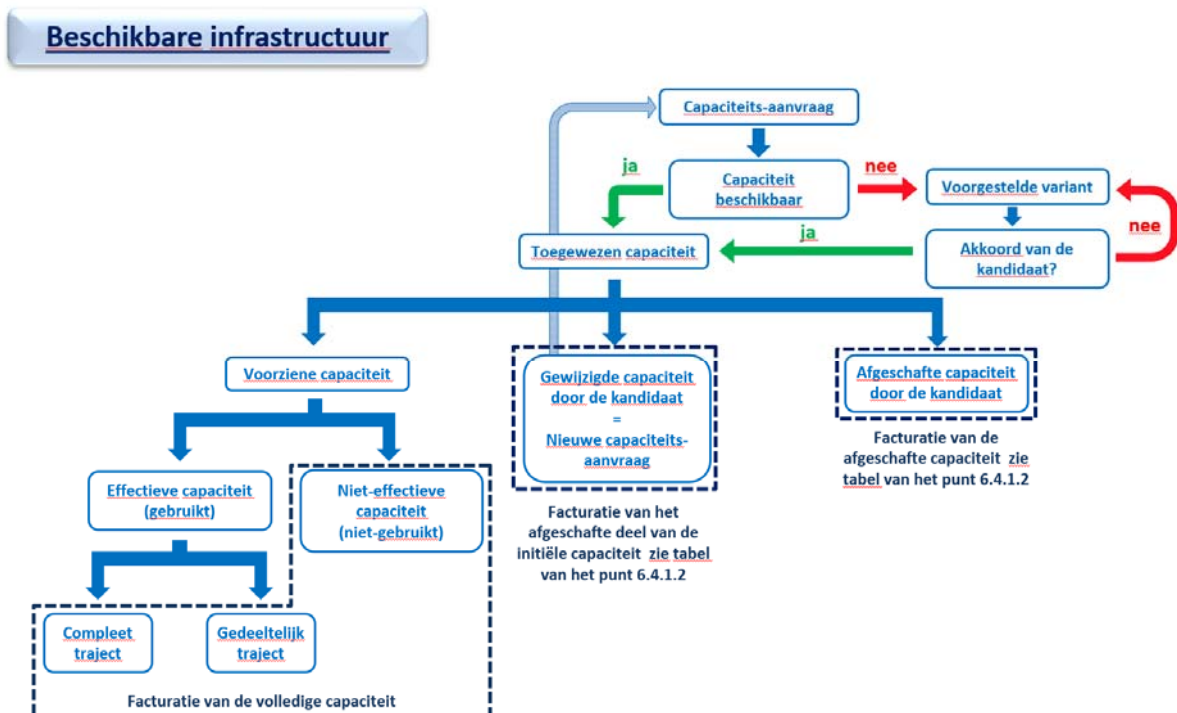 Beschikbare infrastructuur
Capaciteits-aanvraag
ja
nee
Capaciteit
beschikbaar
Voorgestelde variant
ja
nee
Toegewezen capaciteit
Akkoord van de
kandidaat?
Voorziene capaciteit
Gewijzigde capaciteit
door de kandidaat
=
Nieuwe capaciteits-
aanvraag
Afgeschafte capaciteit
door de kandidaat
Facturatie van de
afgeschafte capaciteit zie
tabel van het punt 6.4.1.2
Effectieve capaciteit
(gebruikt)
Niet-effectieve
capaciteit
(niet-gebruikt)
Facturatie van het
afgeschafte deel van de
initiële capaciteit zie tabel
van het punt 6.4.1.2
Compleet
traject
Gedeeltelijk
traject
Facturatie van de volledige capaciteit